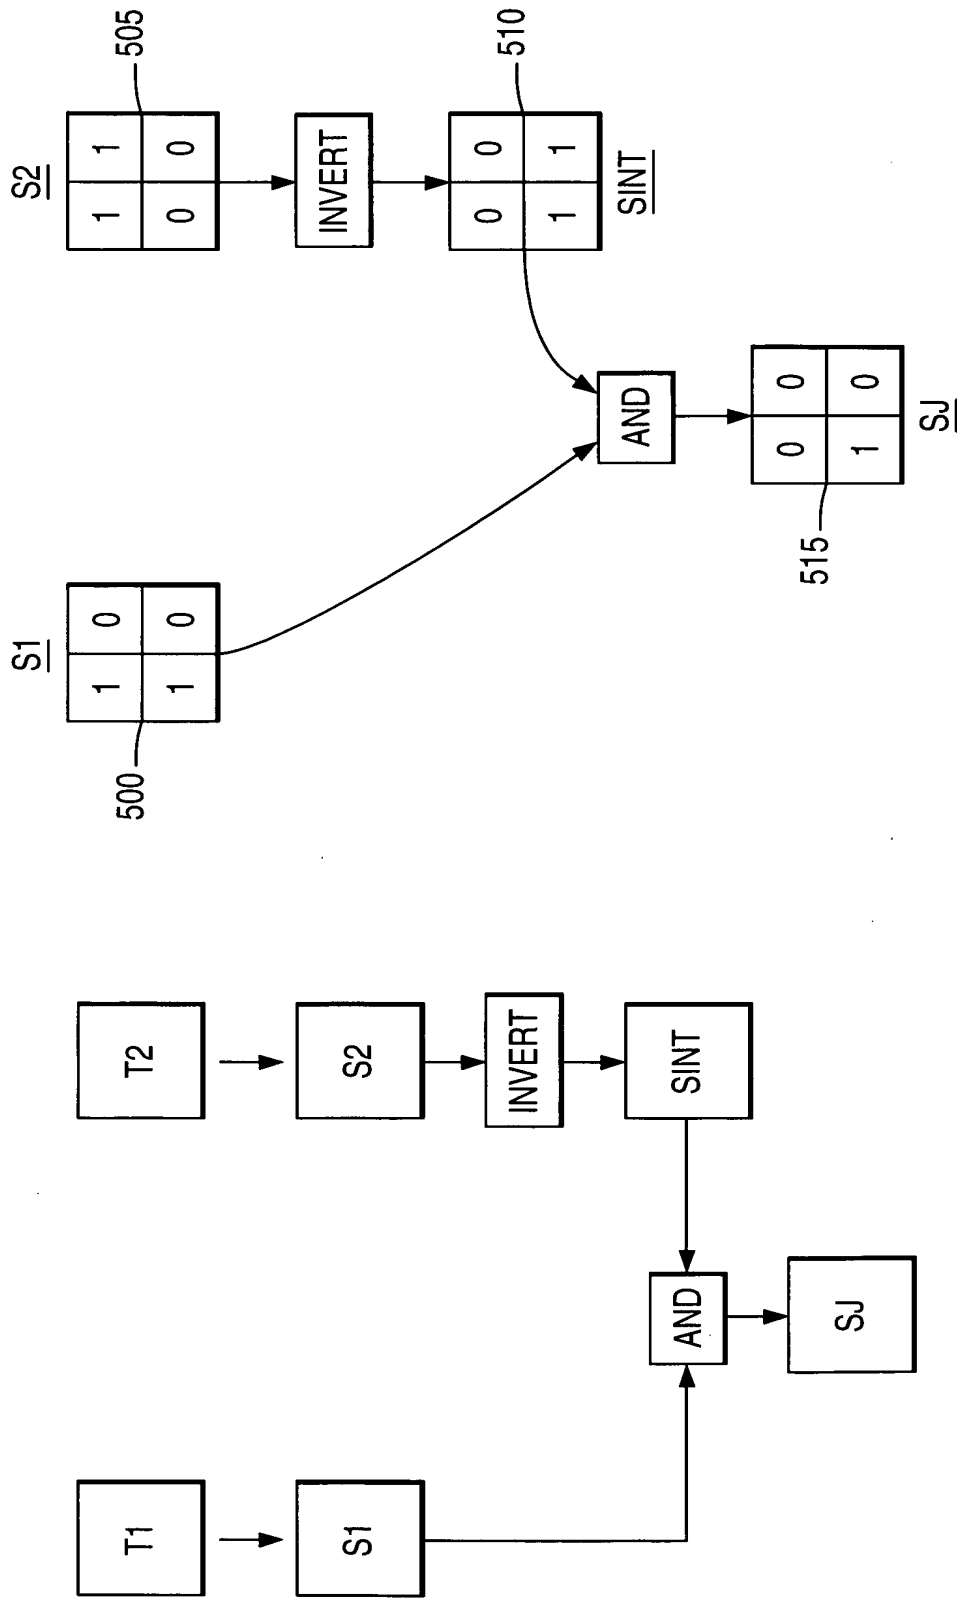 T1
T2
S1
S2
INVERT
SINT
AND
SJ
S1
S2
1 0
1 0
500
1 1
0 0
505
INVERT
0 0
1 1
510
SINT
AND
0 0
1 0
515
SJ